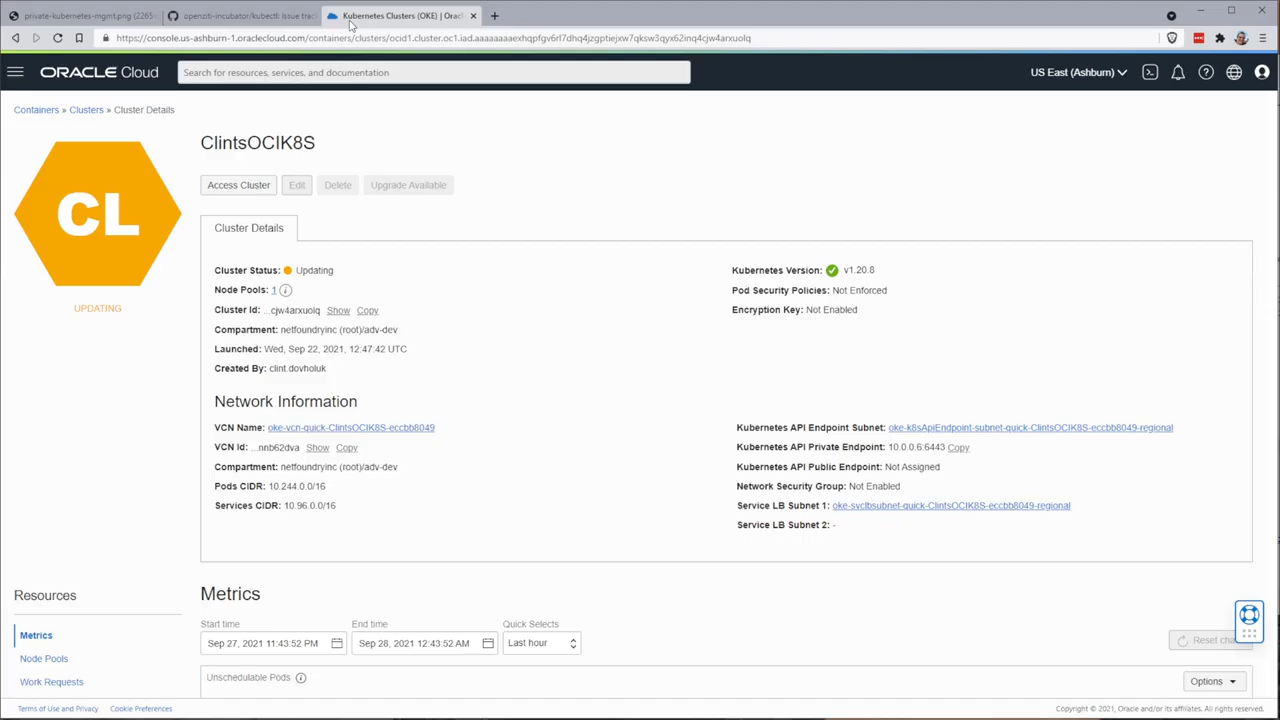 private-kubernetes-mgmt.png (2265
openziti-incubator/kubectl: Issue trac
Kubernetes Clusters (OKE) | Orac
https://console.us-ashburn-1.oraclecloud.com/containers/clusters/ocid1.cluster.oc1.iad.aaaaaaaaexhqpfgv6rl7dhq4jzgptiejxw7qksw3qyx62inq4cjw4arxuolq
ORACLE Cloud
Search for resources, services, and documentation
US East (Ashburn)
Containers » Clusters » Cluster Details
ClintsOCIK8S
CL
UPDATING
Access Cluster
Edit
Delete
Upgrade Available
Cluster Details
Cluster Status: Updating
Node Pools: 1
Cluster Id: ...cjw4arxuolq Show Copy
Compartment: netfoundryinc (root)/adv-dev
Launched: Wed, Sep 22, 2021, 12:47:42 UTC
Created By: clint.dovholuk
Kubernetes Version: v1.20.8
Pod Security Policies: Not Enforced
Encryption Key: Not Enabled
Network Information
VCN Name: oke-vcn-quick-ClintsOCIK8S-eccbb8049
VCN Id: ...nnb62dva Show Copy
Compartment: netfoundryinc (root)/adv-dev
Pods CIDR: 10.244.0.0/16
Services CIDR: 10.96.0.0/16
Kubernetes API Endpoint Subnet: oke-k8sApiEndpoint-subnet-quick-ClintsOCIK8S-eccbb8049-regional
Kubernetes API Private Endpoint: 10.0.0.6:6443 Copy
Kubernetes API Public Endpoint: Not Assigned
Network Security Group: Not Enabled
Service LB Subnet 1: oke-svclbsubnet-quick-ClintsOCIK8S-eccbb8049-regional
Service LB Subnet 2: -
Resources
Metrics
Node Pools
Work Requests
Metrics
Start time
Sep 27, 2021 11:43:52 PM
End time
Sep 28, 2021 12:43:52 AM
Quick Selects
Last hour
Reset
Unschedulable Pods
Options
Terms of Use and Privacy
Cookie Preferences
Copyright © 2021, Oracle and/or its affiliates. All rights reserved.